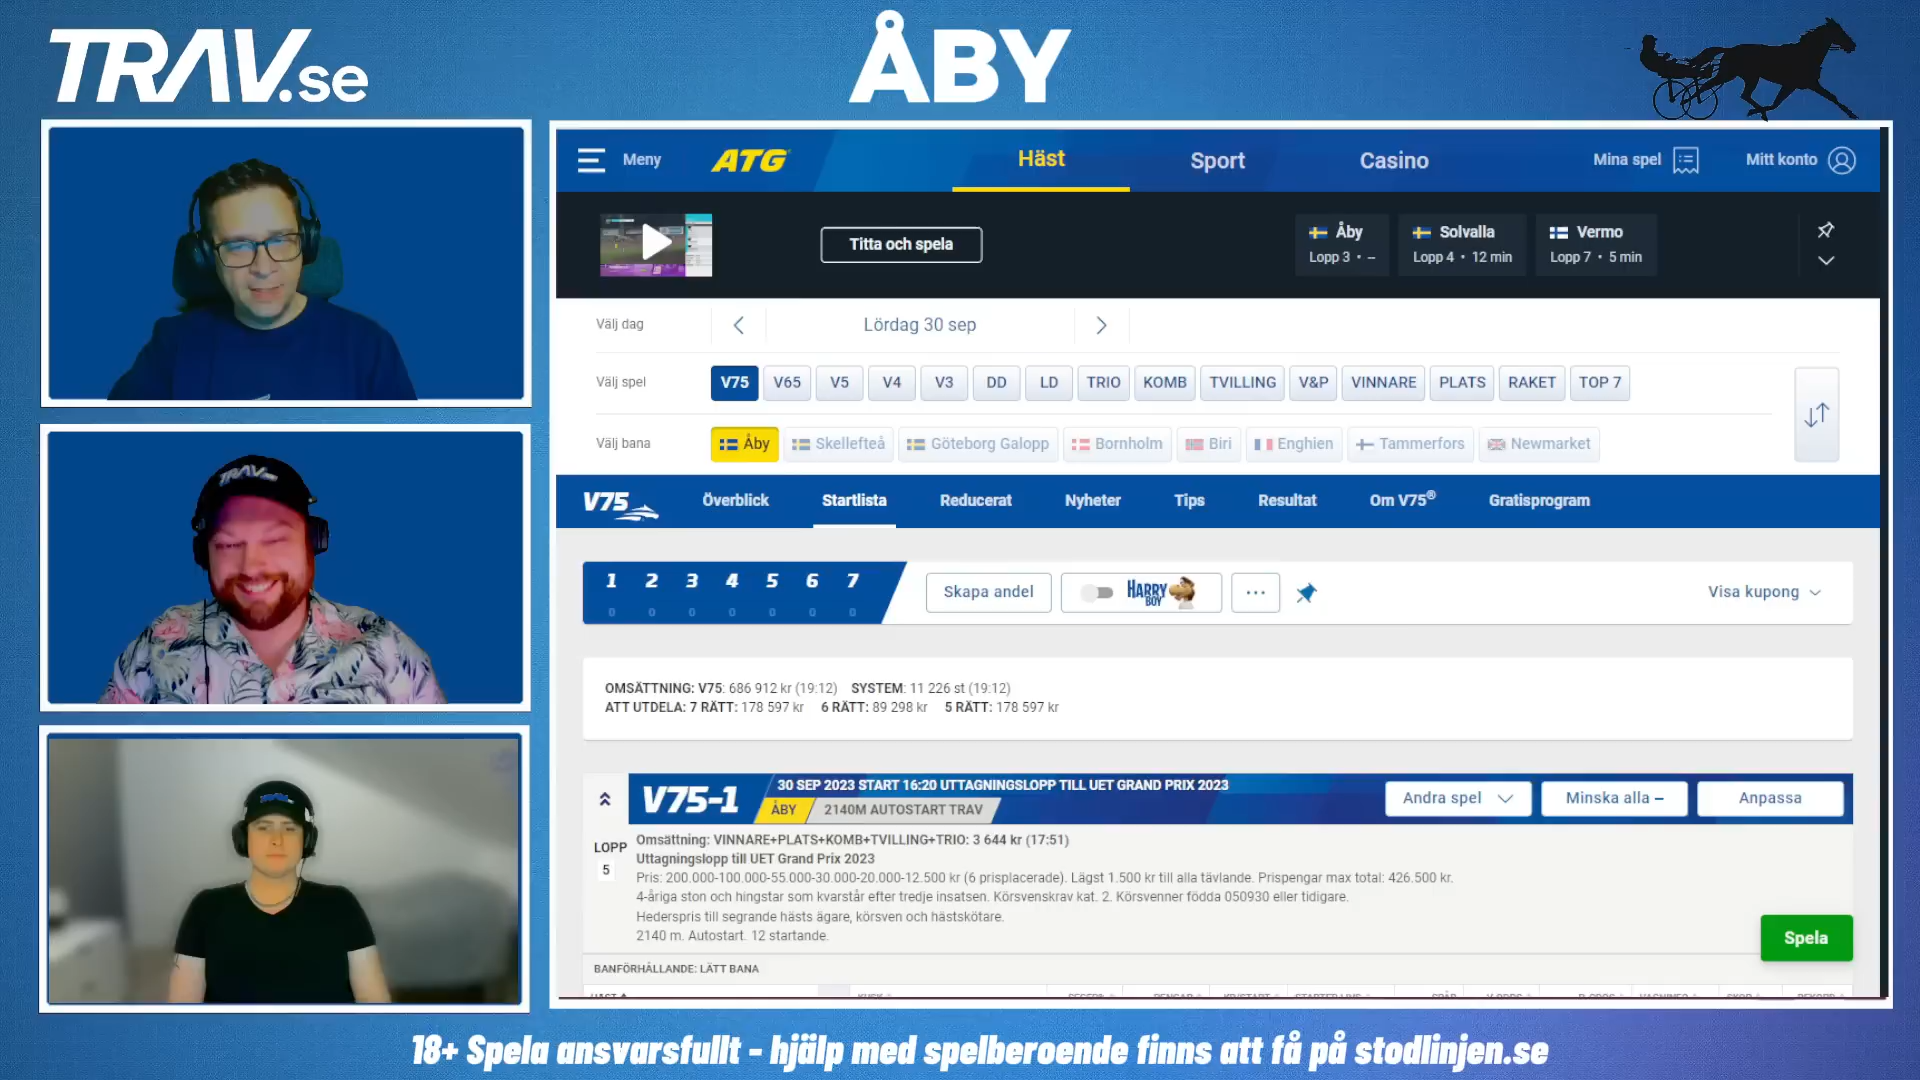 TRAV.se
ÅBY
Meny
ATG
Häst
Sport
Casino
Mina spel
Mitt konto
Titta och spela
Åby
Lopp 3 • –
Solvalla
Lopp 4 • 12 min
Vermo
Lopp 7 • 5 min
Välj dag
Lördag 30 sep
Välj spel
V75 V65 V5 V4 V3 DD LD TRIO KOMB TVILLING V&P VINNARE PLATS RAKET TOP 7
Välj bana
Åby Skellefteå Göteborg Galopp Bornholm Biri Enghien Tammerfors Newmarket
V75 Överblick Startlista Reducerat Nyheter Tips Resultat Om V75® Gratisprogram
1 2 3 4 5 6 7
0 0 0 0 0 0 0
Skapa andel
HARRY BOY
...
Visa kupong
OMSÄTTNING: V75: 686 912 kr (19:12) SYSTEM: 11 226 st (19:12)
ATT UTDELA: 7 RÄTT: 178 597 kr 6 RÄTT: 89 298 kr 5 RÄTT: 178 597 kr
V75-1
30 SEP 2023 START 16:20 UTTAGNINGSLOPP TILL UET GRAND PRIX 2023
ÅBY 2140M AUTOSTART TRAV
Andra spel
Minska alla –
Anpassa
LOPP
5
Omsättning: VINNARE+PLATS+KOMB+TVILLING+TRIO: 3 644 kr (17:51)
Uttagningslopp till UET Grand Prix 2023
Pris: 200.000-100.000-55.000-30.000-20.000-12.500 kr (6 prisplacerade). Lägst 1.500 kr till alla tävlande. Prispengar max total: 426.500 kr.
4-åriga ston och hingstar som kvarstår efter tredje insatsen. Körsvenskrav kat. 2. Körsvenner födda 050930 eller tidigare.
Hederspris till segrande hästs ägare, körsven och hästskötare.
2140 m. Autostart. 12 startande.
Spela
BANFÖRHÅLLANDE: LÄTT BANA
18+ Spela ansvarsfullt - hjälp med spelberoende finns att få på stodlinjen.se